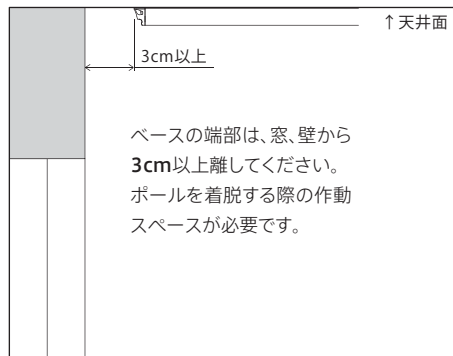 ↑天井面
3cm以上
ベースの端部は、窓、壁から
3cm以上離してください。
ポールを着脱する際の作動
スペースが必要です。